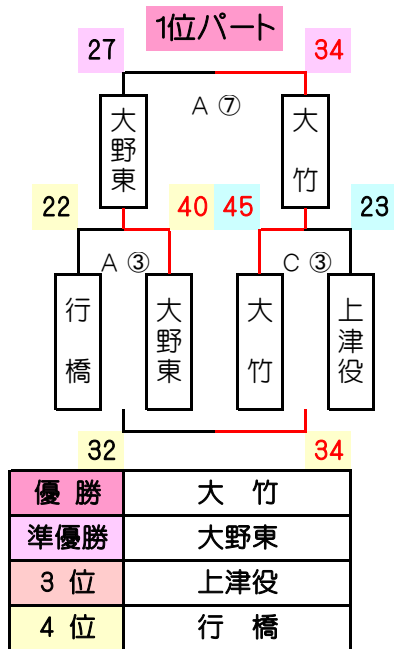 1位パート
27 34
A ⑦
大野東 大竹
22 40 45 23
A ③ C ③
行橋 大野東 大竹 上津役
32 34
優勝 大竹
準優勝 大野東
3位 上津役
4位 行橋